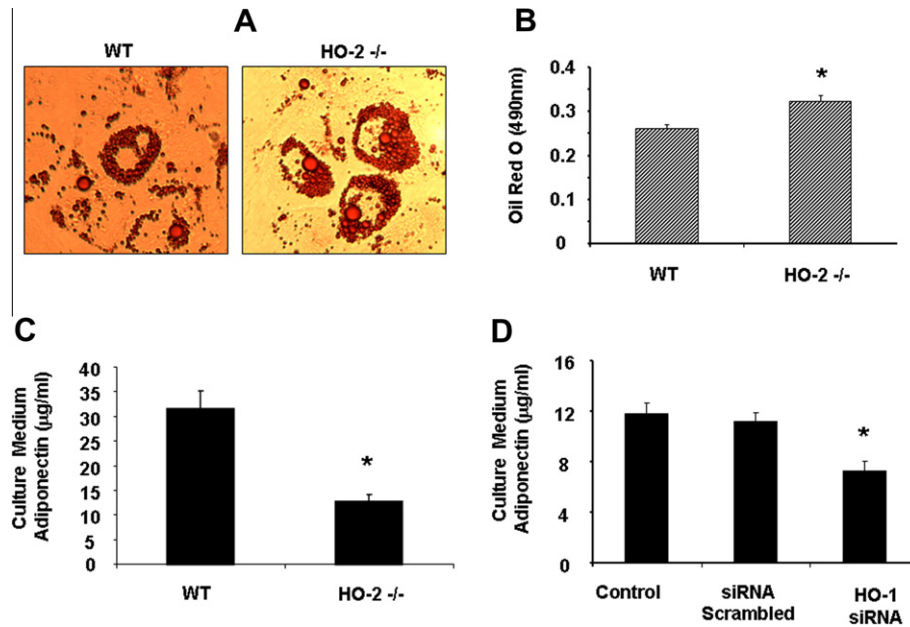 A
WT
HO-2 -/-
B
Oil Red O (490nm)
0.4
0.3
0.2
0.1
0
*
WT
HO-2 -/-
C
Culture Medium
Adiponectin (µg/ml)
40
35
30
25
20
15
10
5
0
*
WT
HO-2 -/-
D
Culture Medium
Adiponectin (µg/ml)
16
12
8
4
0
*
Control
siRNA
Scrambled
HO-1
siRNA